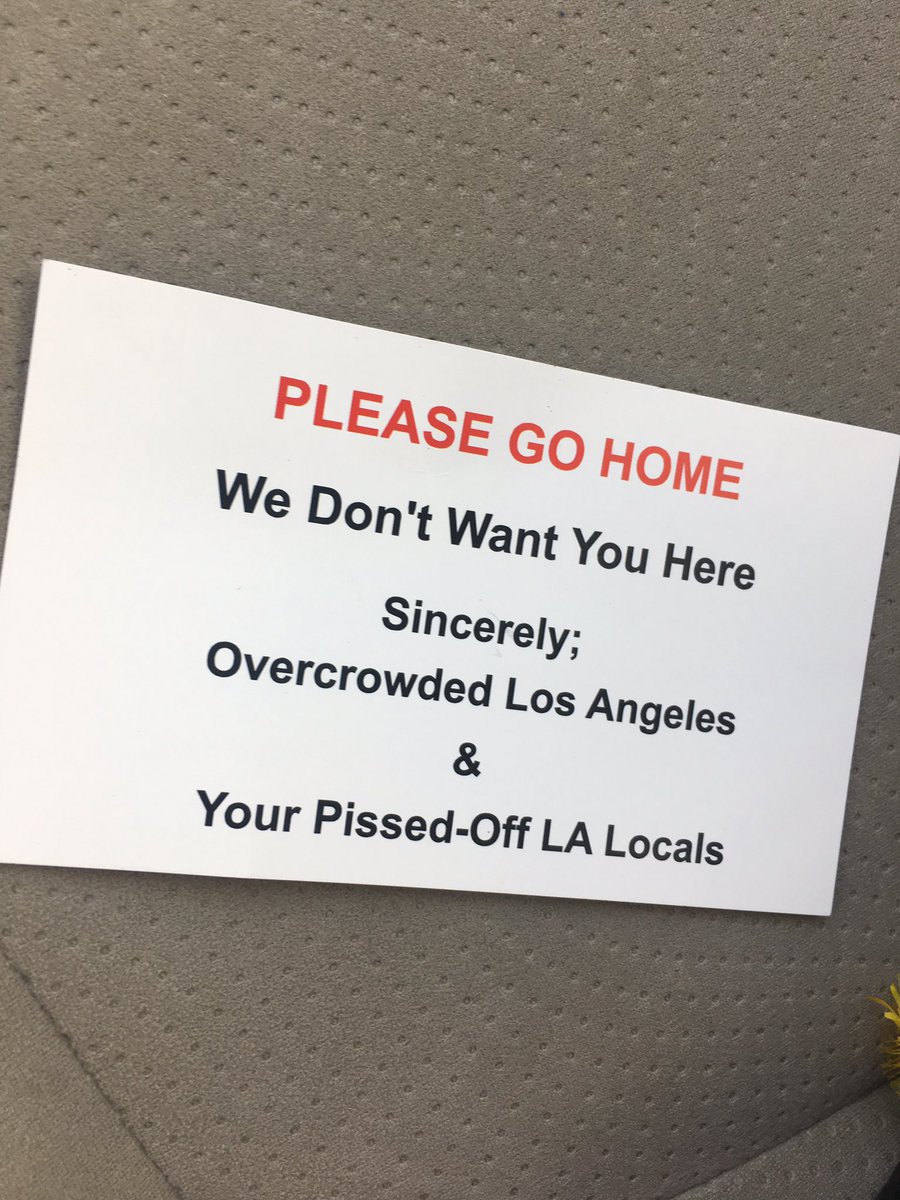 PLEASE GO HOME
We Don't Want You Here
Sincerely;
Overcrowded Los Angeles
&
Your Pissed-Off LA Locals